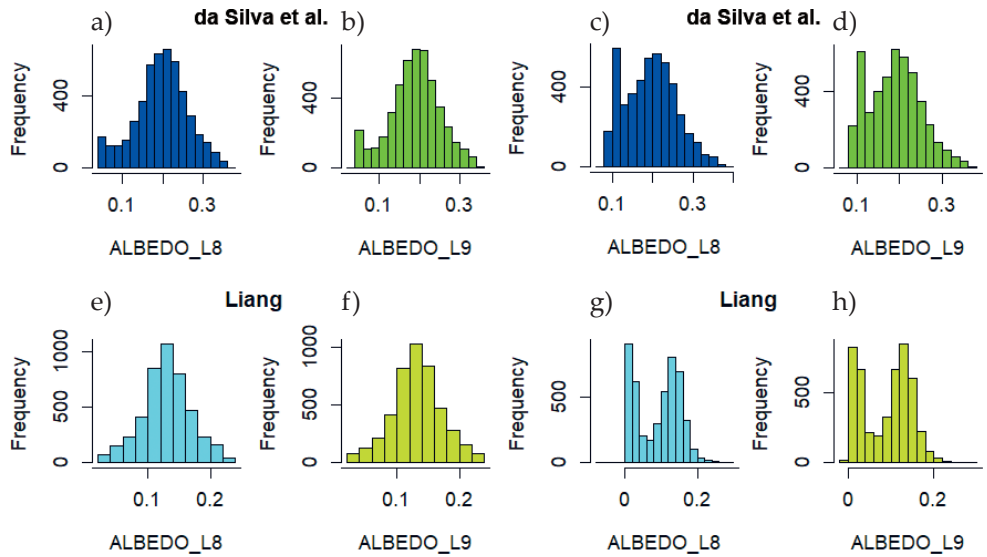 a) da Silva et al. b)
c) da Silva et al. d)
Frequency
0 400
0.1 0.3
ALBEDO_L8
Frequency
0 400
0.1 0.3
ALBEDO_L9
Frequency
0 400
0.1 0.3
ALBEDO_L8
Frequency
0 400
0.1 0.3
ALBEDO_L9
e) Liang f)
g) Liang h)
Frequency
0 500 1000
0.1 0.2
ALBEDO_L8
Frequency
0 500 1000
0.1 0.2
ALBEDO_L9
Frequency
0 500
0 0.2
ALBEDO_L8
Frequency
0 500
0 0.2
ALBEDO_L9